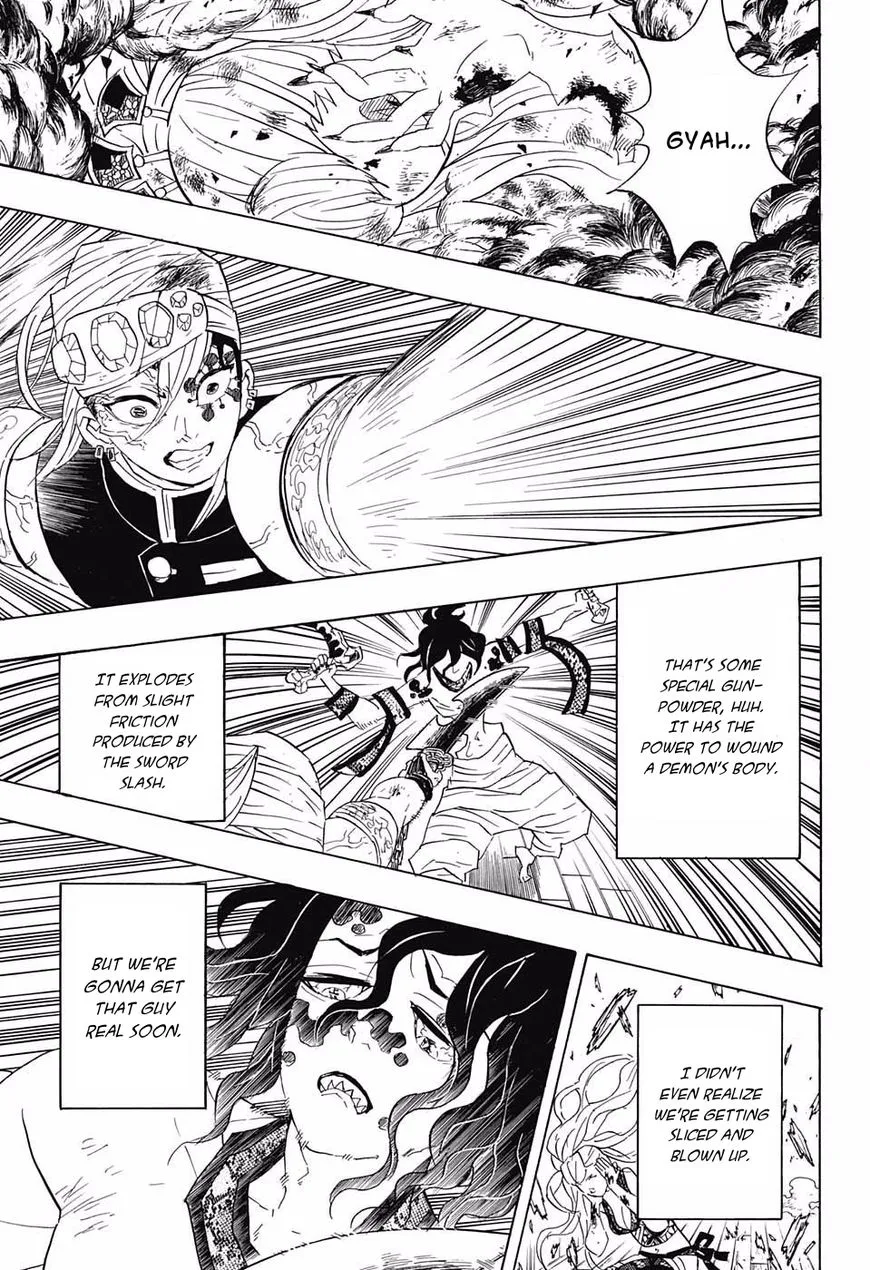 GYAH...
THAT'S SOME
SPECIAL GUN-
POWDER, HUH.
IT HAS THE
POWER TO WOUND
A DEMON'S BODY.
IT EXPLODES
FROM SLIGHT
FRICTION
PRODUCED BY
THE SWORD
SLASH.
I DIDN'T
EVEN REALIZE
WE'RE GETTING
SLICED AND
BLOWN UP.
BUT WE'RE
GONNA GET
THAT GUY
REAL SOON.